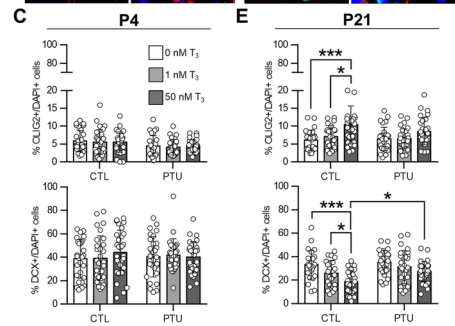 C P4
% OLIG2+/DAPI+ cells
100
80
20
15
10
5
0
0 nM T3
1 nM T3
50 nM T3
CTL PTU
% DCX+/DAPI+ cells
100
80
60
40
20
0
CTL PTU
E P21
% OLIG2+/DAPI+ cells
100
80
20
15
10
5
0
***
*
CTL PTU
% DCX+/DAPI+ cells
100
80
60
40
20
0
***
*
*
CTL PTU